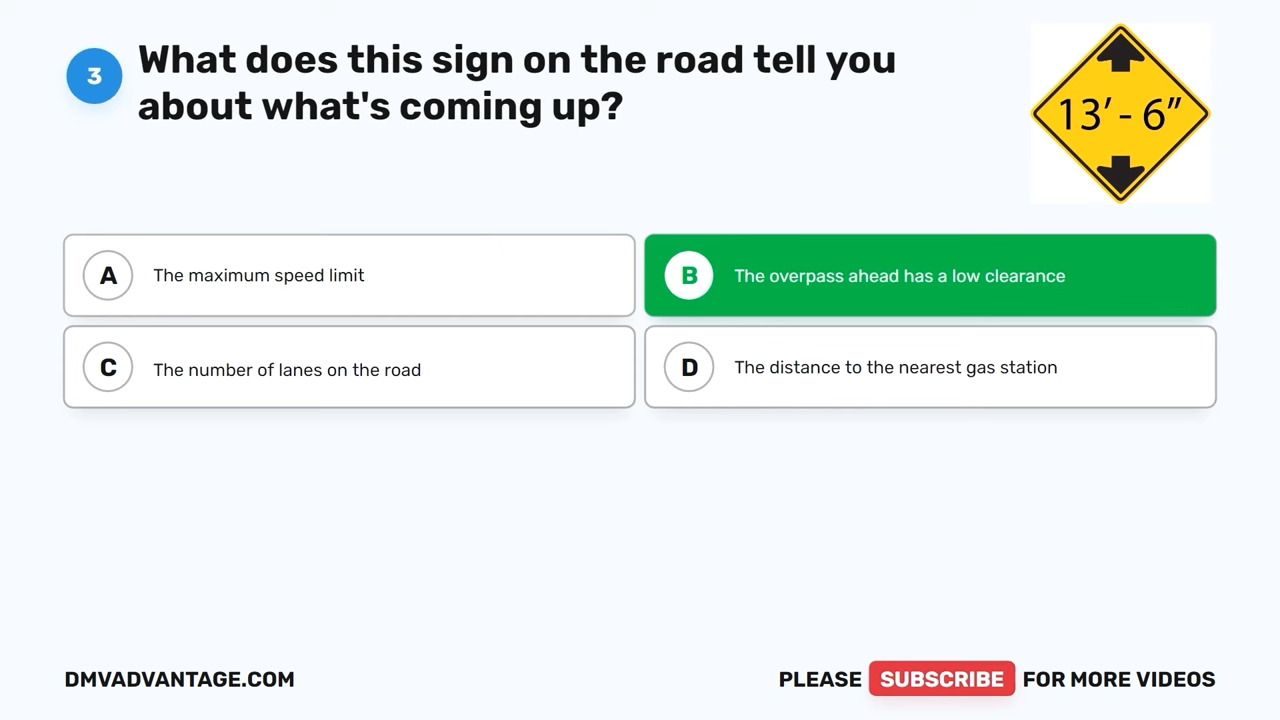 3
What does this sign on the road tell you
about what's coming up?
13’ - 6”
A
The maximum speed limit
B
The overpass ahead has a low clearance
C
The number of lanes on the road
D
The distance to the nearest gas station
DMVADVANTAGE.COM
PLEASE SUBSCRIBE FOR MORE VIDEOS